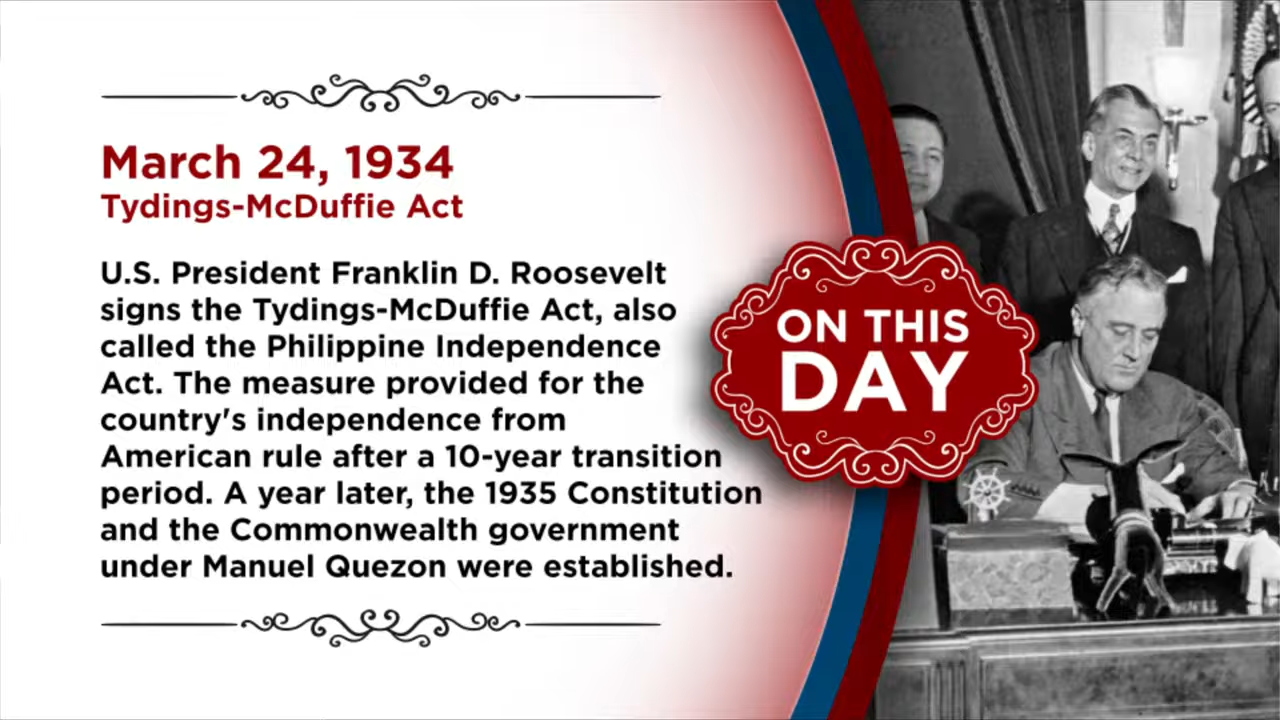 March 24, 1934
Tydings-McDuffie Act
U.S. President Franklin D. Roosevelt
signs the Tydings-McDuffie Act, also
called the Philippine Independence
Act. The measure provided for the
country's independence from
American rule after a 10-year transition
period. A year later, the 1935 Constitution
and the Commonwealth government
under Manuel Quezon were established.
ON THIS
DAY